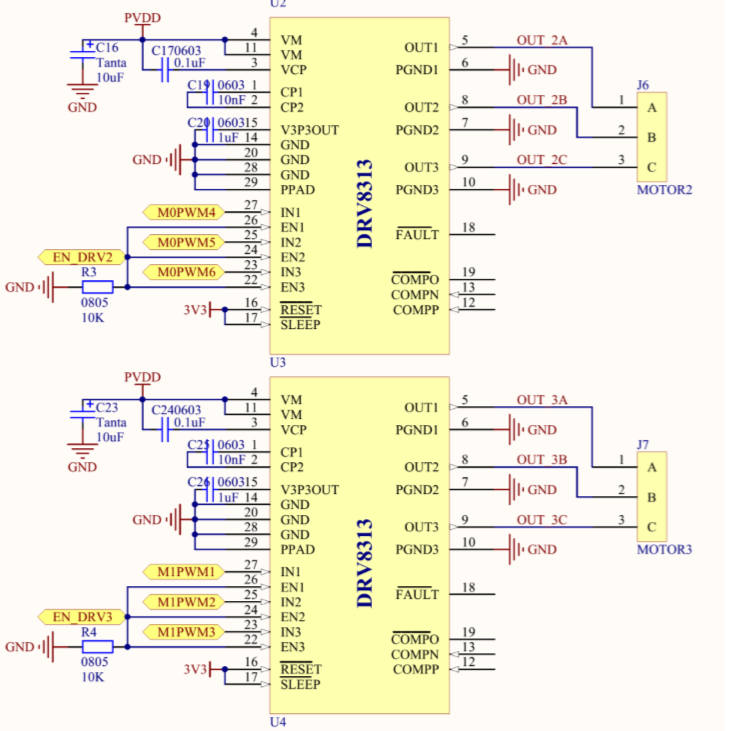 U2
PVDD
C16
Tanta
10uF
GND
C17 0603
0.1uF
4 VM
11 VM
3 VCP
C19 0603
10nF
1 CP1
2 CP2
C20 0603
1uF
15 V3P3OUT
14 GND
20 GND
28 GND
29 PPAD
GND
M0PWM4 27 IN1
26 EN1
M0PWM5 25 IN2
EN_DRV2 24 EN2
M0PWM6 23 IN3
22 EN3
GND
R3
0805
10K
3V3
16 RESET
17 SLEEP
DRV8313
OUT1 5 OUT_2A
PGND1 6 GND
OUT2 8 OUT_2B
PGND2 7 GND
OUT3 9 OUT_2C
PGND3 10 GND
FAULT 18
COMPO 19
COMPN 13
COMPP 12
J6
1 A
2 B
3 C
MOTOR2
U3
PVDD
C23
Tanta
10uF
GND
C24 0603
0.1uF
4 VM
11 VM
3 VCP
C25 0603
10nF
1 CP1
2 CP2
C26 0603
1uF
15 V3P3OUT
14 GND
20 GND
28 GND
29 PPAD
GND
M1PWM1 27 IN1
26 EN1
M1PWM2 25 IN2
EN_DRV3 24 EN2
M1PWM3 23 IN3
22 EN3
GND
R4
0805
10K
3V3
16 RESET
17 SLEEP
DRV8313
OUT1 5 OUT_3A
PGND1 6 GND
OUT2 8 OUT_3B
PGND2 7 GND
OUT3 9 OUT_3C
PGND3 10 GND
FAULT 18
COMPO 19
COMPN 13
COMPP 12
J7
1 A
2 B
3 C
MOTOR3
U4